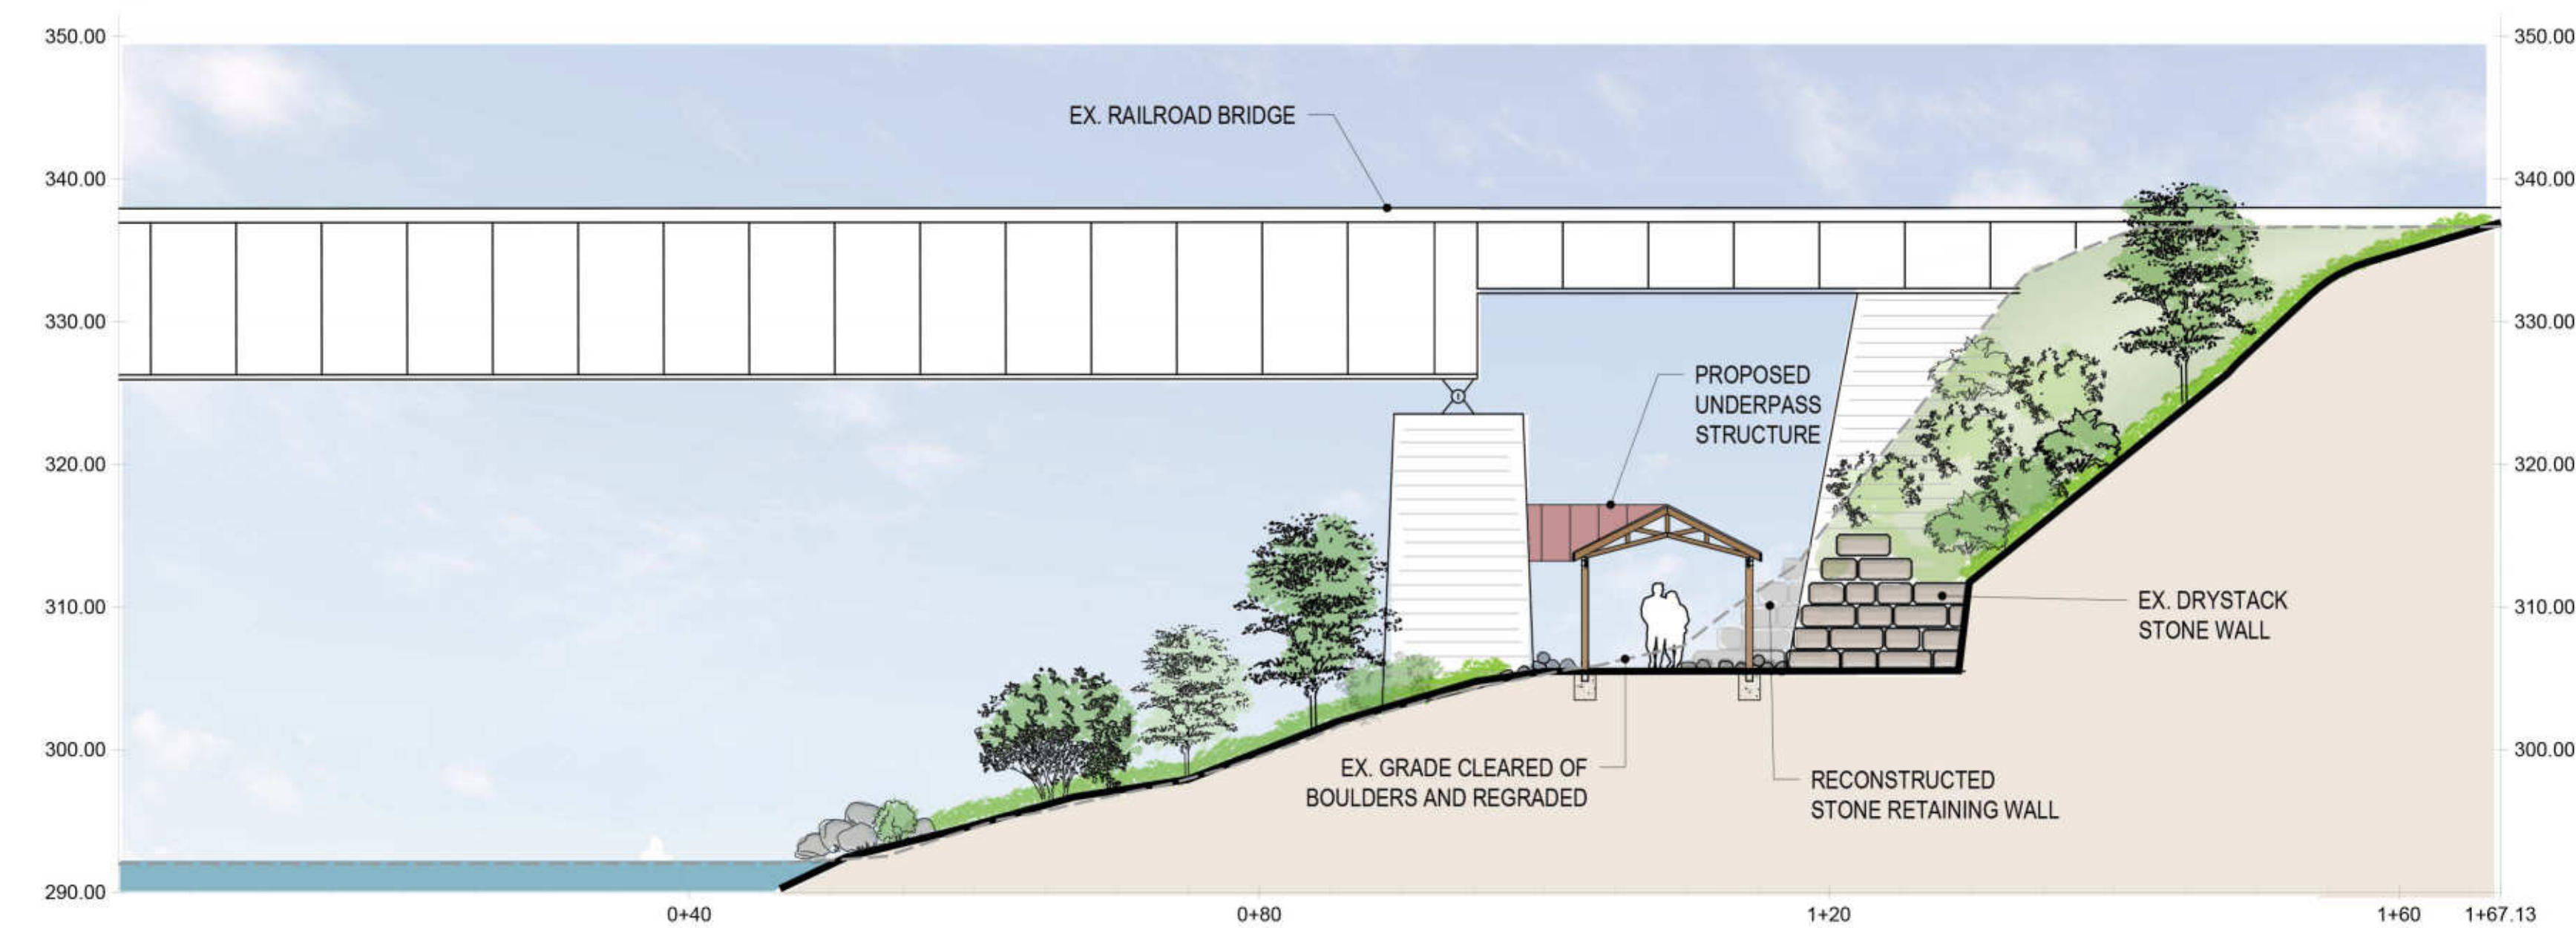 350.00
350.00
EX. RAILROAD BRIDGE
340.00
340.00
330.00
330.00
PROPOSED
UNDERPASS
STRUCTURE
320.00
320.00
310.00
310.00
EX. DRYSTACK
STONE WALL
300.00
300.00
EX. GRADE CLEARED OF
BOULDERS AND REGRADED
RECONSTRUCTED
STONE RETAINING WALL
290.00
0+40
0+80
1+20
1+60
1+67.13